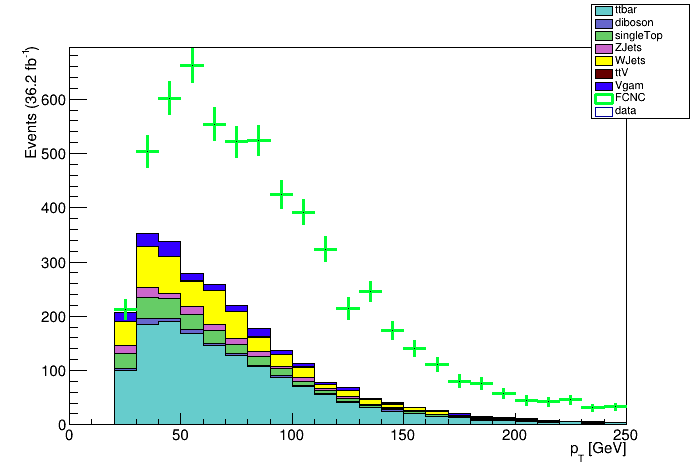 ttbar
diboson
singleTop
ZJets
WJets
ttV
Vgam
FCNC
data
Events (36.2 fb⁻¹)
600
500
400
300
200
100
0
0 50 100 150 200 250
p_T [GeV]